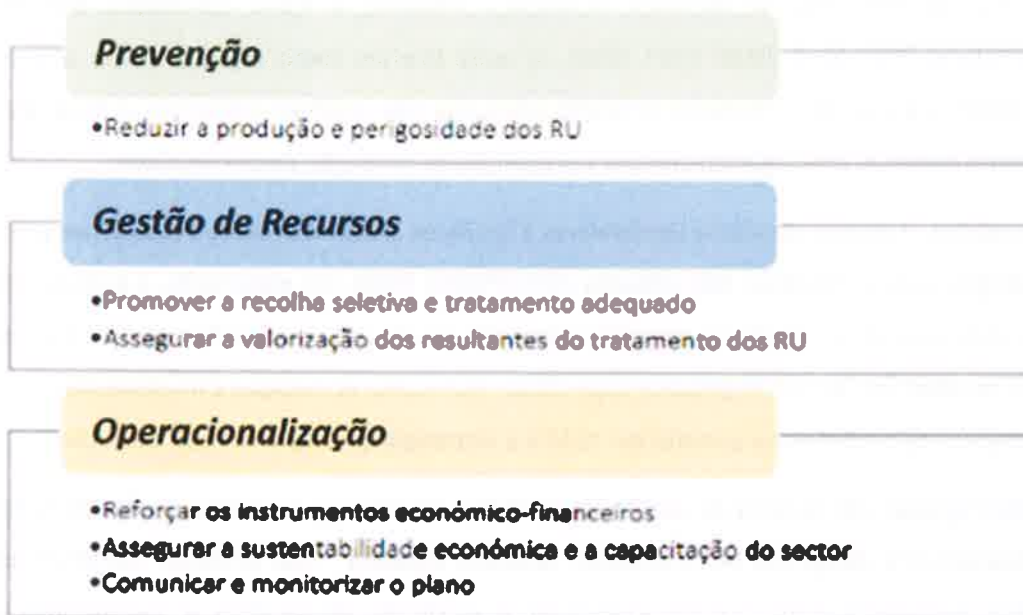 Prevenção
•Reduzir a produção e perigosidade dos RU
Gestão de Recursos
•Promover a recolha seletiva e tratamento adequado
•Assegurar a valorização dos resultantes do tratamento dos RU
Operacionalização
•Reforçar os instrumentos económico-financeiros
•Assegurar a sustentabilidade económica e a capacitação do sector
•Comunicar e monitorizar o plano